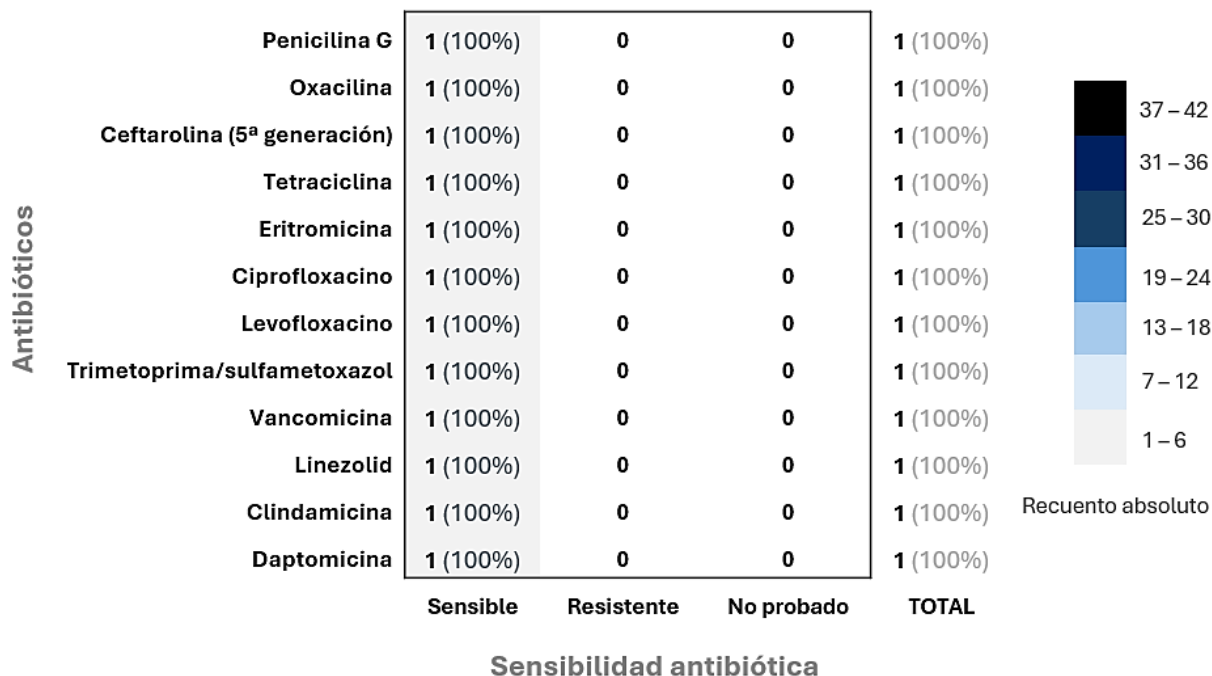 Antibióticos
Penicilina G 1 (100%) 0 0 1 (100%)
Oxacilina 1 (100%) 0 0 1 (100%)
Ceftarolina (5ª generación) 1 (100%) 0 0 1 (100%)
Tetraciclina 1 (100%) 0 0 1 (100%)
Eritromicina 1 (100%) 0 0 1 (100%)
Ciprofloxacino 1 (100%) 0 0 1 (100%)
Levofloxacino 1 (100%) 0 0 1 (100%)
Trimetoprima/sulfametoxazol 1 (100%) 0 0 1 (100%)
Vancomicina 1 (100%) 0 0 1 (100%)
Linezolid 1 (100%) 0 0 1 (100%)
Clindamicina 1 (100%) 0 0 1 (100%)
Daptomicina 1 (100%) 0 0 1 (100%)
Sensible Resistente No probado TOTAL
Sensibilidad antibiótica
37 – 42
31 – 36
25 – 30
19 – 24
13 – 18
7 – 12
1 – 6
Recuento absoluto